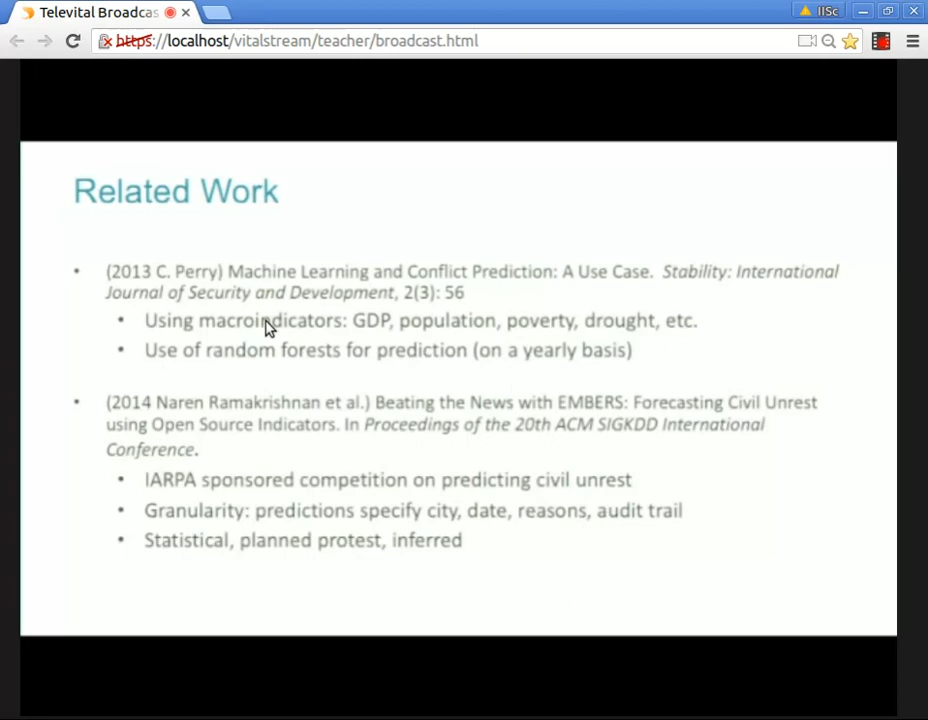 Televital Broadcas
IISc
https://localhost/vitalstream/teacher/broadcast.html
Related Work
• (2013 C. Perry) Machine Learning and Conflict Prediction: A Use Case. Stability: International
Journal of Security and Development, 2(3): 56
• Using macroindicators: GDP, population, poverty, drought, etc.
• Use of random forests for prediction (on a yearly basis)
• (2014 Naren Ramakrishnan et al.) Beating the News with EMBERS: Forecasting Civil Unrest
using Open Source Indicators. In Proceedings of the 20th ACM SIGKDD International
Conference.
• IARPA sponsored competition on predicting civil unrest
• Granularity: predictions specify city, date, reasons, audit trail
• Statistical, planned protest, inferred